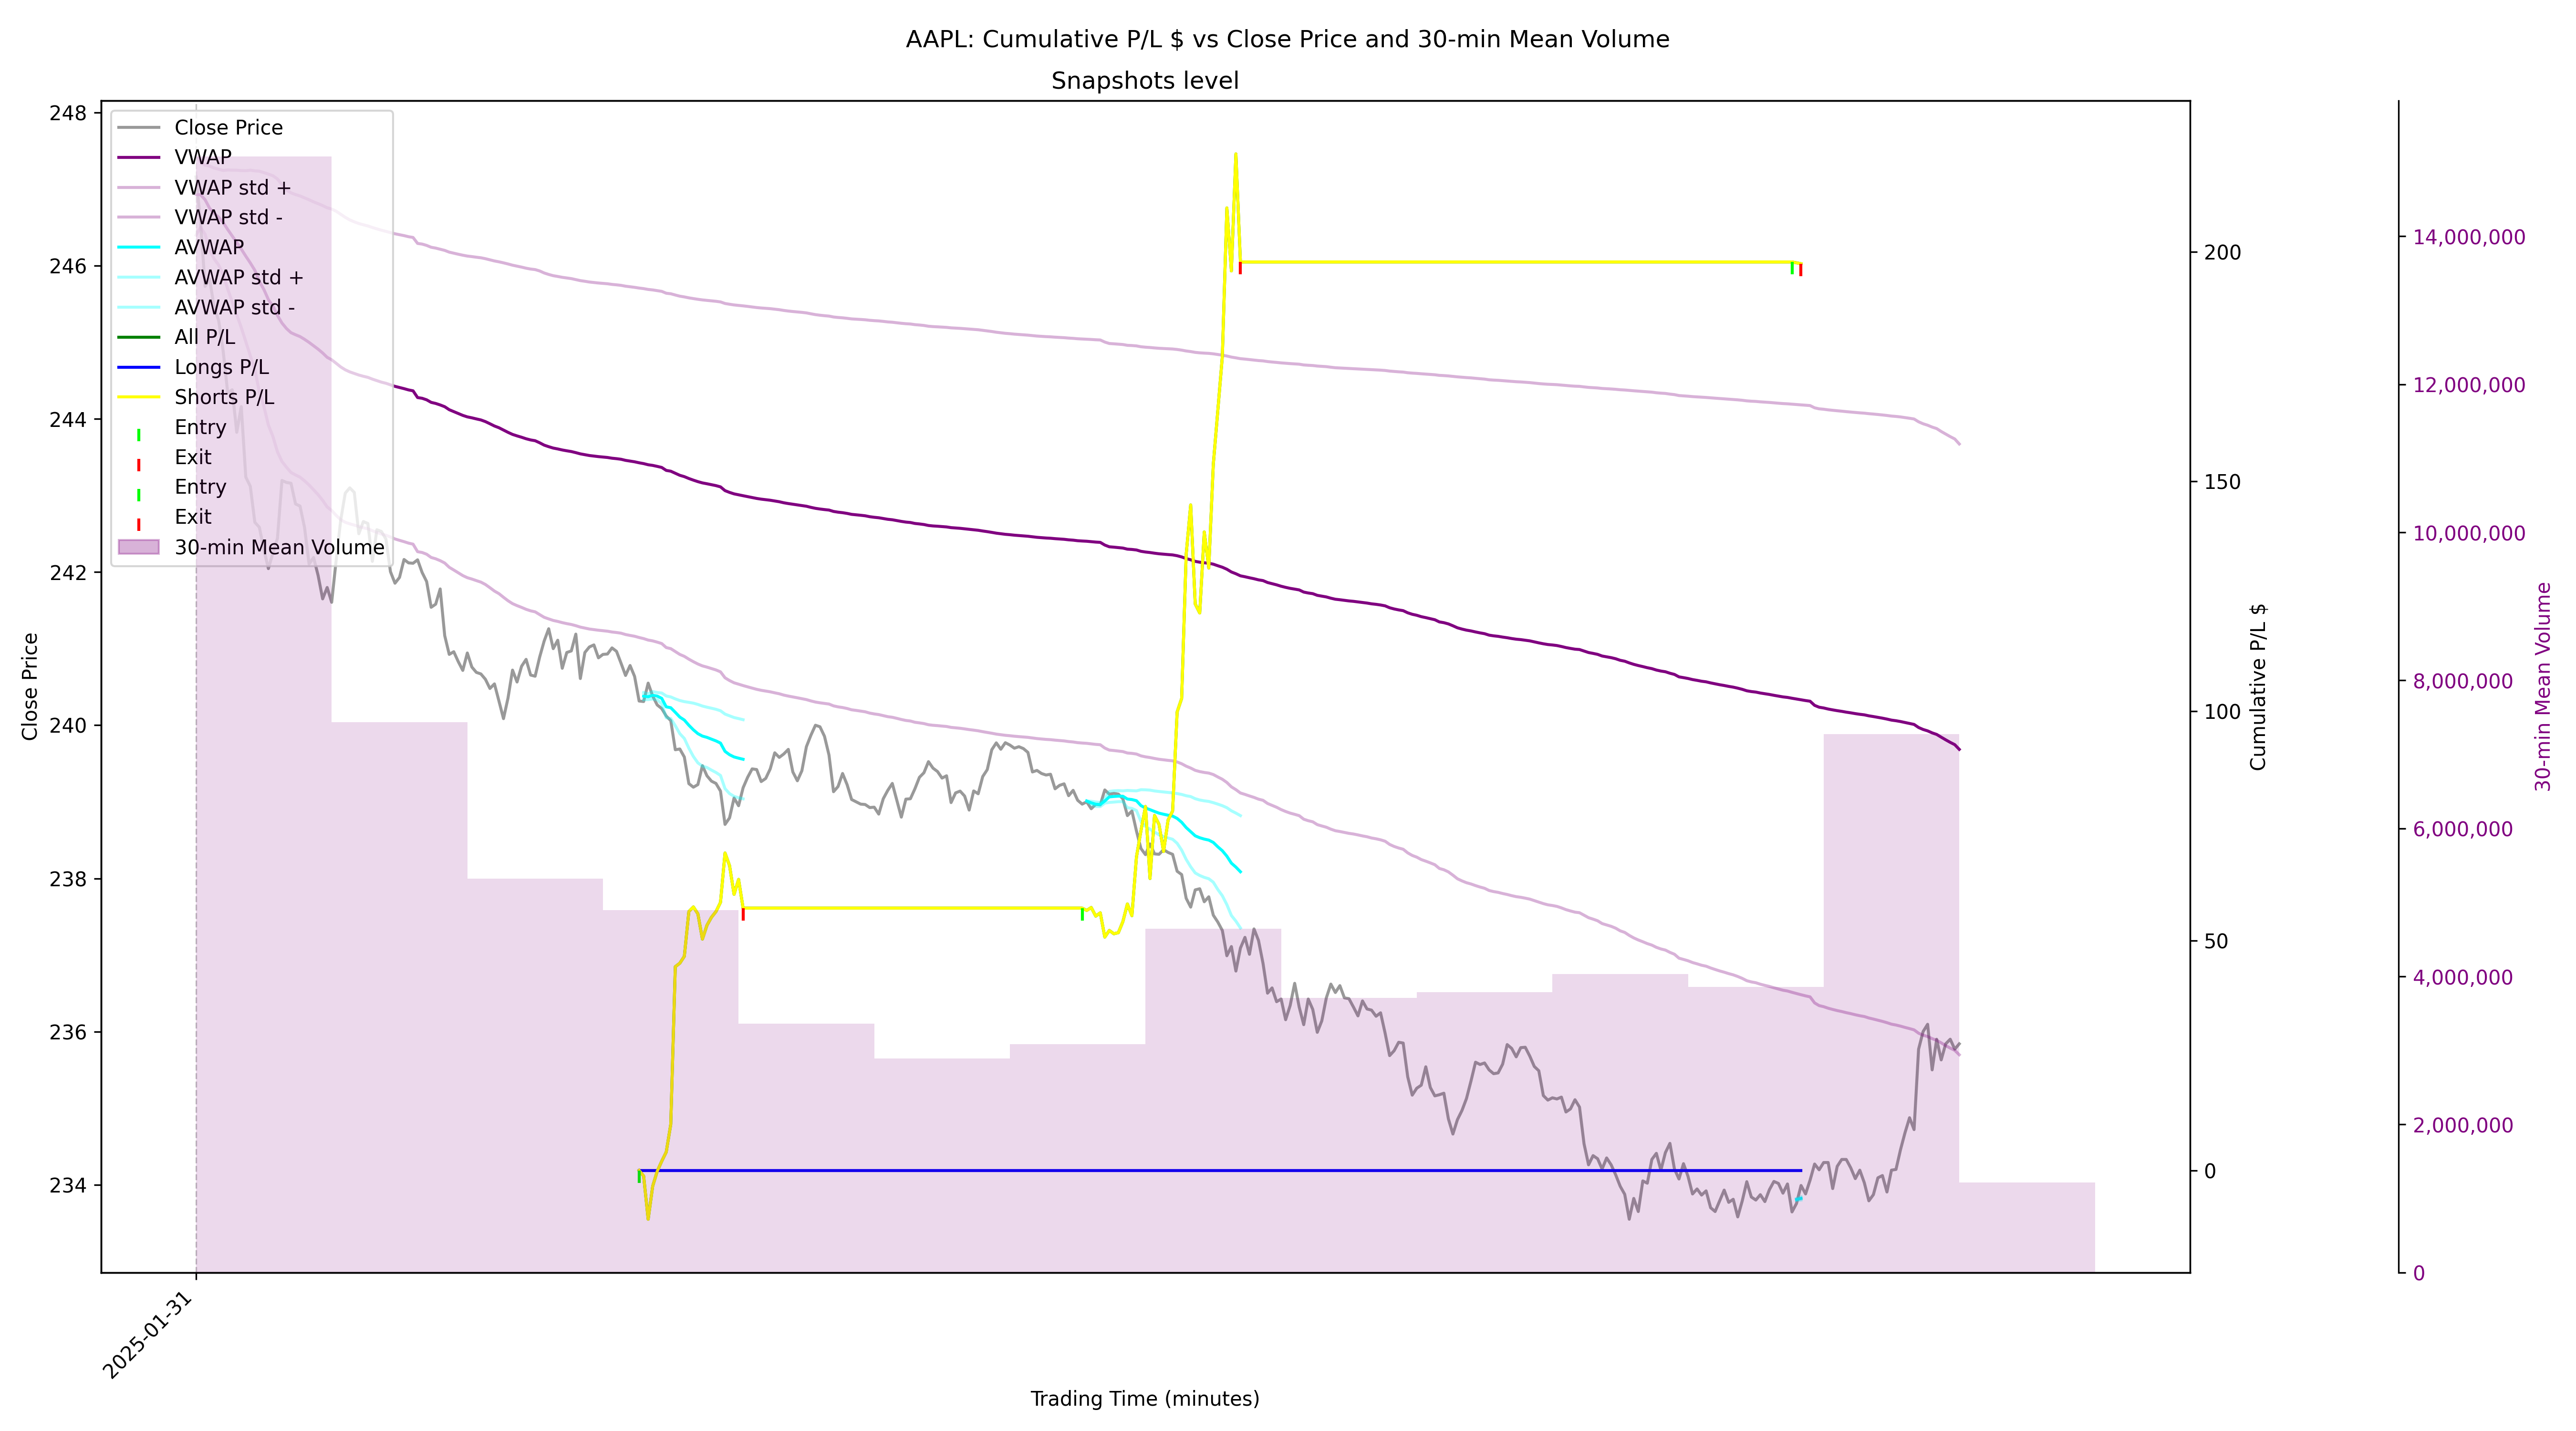 AAPL: Cumulative P/L $ vs Close Price and 30-min Mean Volume
Snapshots level
Close Price
VWAP
VWAP std +
VWAP std -
AVWAP
AVWAP std +
AVWAP std -
All P/L
Longs P/L
Shorts P/L
Entry
Exit
Entry
Exit
30-min Mean Volume
248
246
244
242
240
238
236
234
Close Price
200
150
100
50
0
Cumulative P/L $
14,000,000
12,000,000
10,000,000
8,000,000
6,000,000
4,000,000
2,000,000
0
30-min Mean Volume
2025-01-31
Trading Time (minutes)